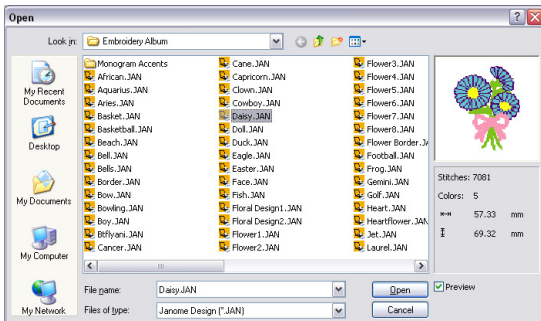 Open
Look in: Embroidery Album
My Recent Documents
Desktop
My Documents
My Computer
My Network
Monogram Accents
African.JAN
Aquarius.JAN
Aries.JAN
Basket.JAN
Basketball.JAN
Beach.JAN
Bell.JAN
Bells.JAN
Border.JAN
Bow.JAN
Bowling.JAN
Boy.JAN
Btflyani.JAN
Cancer.JAN
Cane.JAN
Capricorn.JAN
Clown.JAN
Cowboy.JAN
Daisy.JAN
Doll.JAN
Duck.JAN
Eagle.JAN
Easter.JAN
Face.JAN
Fish.JAN
Floral Design1.JAN
Floral Design2.JAN
Flower1.JAN
Flower2.JAN
Flower3.JAN
Flower4.JAN
Flower5.JAN
Flower6.JAN
Flower7.JAN
Flower8.JAN
Flower Border.JA
Football.JAN
Frog.JAN
Gemini.JAN
Golf.JAN
Heart.JAN
Heartflower.JAN
Jet.JAN
Laurel.JAN
Stitches: 7081
Colors: 5
57.33 mm
69.32 mm
File name: Daisy.JAN
Open
Preview
Files of type: Janome Design (*.JAN)
Cancel